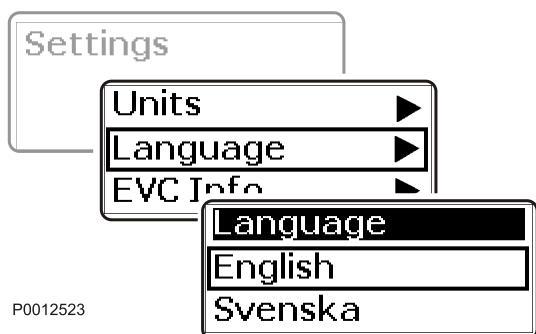 Settings
Units
Language
EVC Info
Language
English
Svenska
P0012523